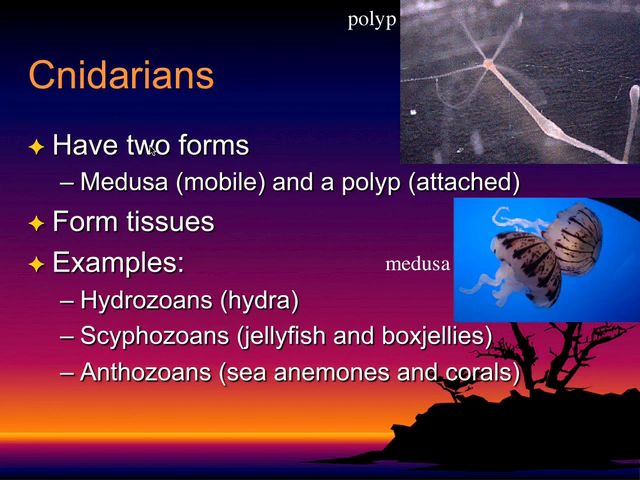 polyp
Cnidarians
Have two forms
– Medusa (mobile) and a polyp (attached)
Form tissues
Examples:
medusa
– Hydrozoans (hydra)
– Scyphozoans (jellyfish and boxjellies)
– Anthozoans (sea anemones and corals)